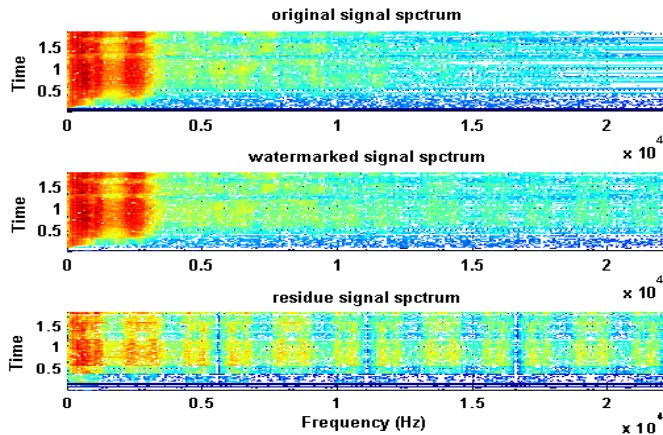 original signal spctrum
Time
1.5
1
0.5
0 0.5 1 1.5 2
x 10^4
watermarked signal spctrum
Time
1.5
1
0.5
0 0.5 1 1.5 2
x 10^4
residue signal spctrum
Time
1.5
1
0.5
0 0.5 1 1.5 2
Frequency (Hz)
x 10^4